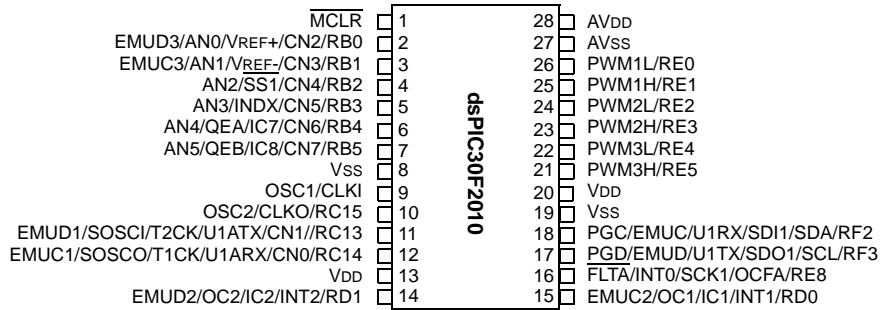 MCLR 1 28 AVDD
EMUD3/AN0/VREF+/CN2/RB0 2 27 AVSS
EMUC3/AN1/VREF-/CN3/RB1 3 26 PWM1L/RE0
AN2/SS1/CN4/RB2 4 25 PWM1H/RE1
AN3/INDX/CN5/RB3 5 24 PWM2L/RE2
AN4/QEA/IC7/CN6/RB4 6 23 PWM2H/RE3
AN5/QEB/IC8/CN7/RB5 7 22 PWM3L/RE4
VSS 8 21 PWM3H/RE5
OSC1/CLKI 9 20 VDD
OSC2/CLKO/RC15 10 19 VSS
EMUD1/SOSCI/T2CK/U1ATX/CN1//RC13 11 18 PGC/EMUC/U1RX/SDI1/SDA/RF2
EMUC1/SOSCO/T1CK/U1ARX/CN0/RC14 12 17 PGD/EMUD/U1TX/SDO1/SCL/RF3
VDD 13 16 FLTA/INT0/SCK1/OCFA/RE8
EMUD2/OC2/IC2/INT2/RD1 14 15 EMUC2/OC1/IC1/INT1/RD0
dsPIC30F2010